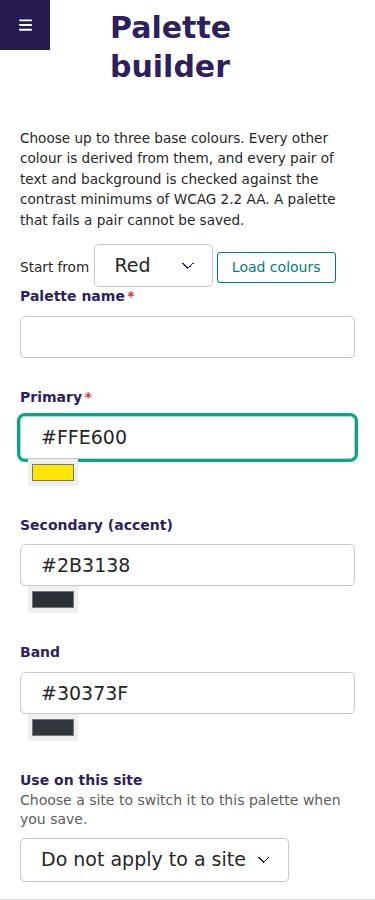 Palette
builder
Choose up to three base colours. Every other
colour is derived from them, and every pair of
text and background is checked against the
contrast minimums of WCAG 2.2 AA. A palette
that fails a pair cannot be saved.
Start from Red Load colours
Palette name*
Primary*
#FFE600
Secondary (accent)
#2B3138
Band
#30373F
Use on this site
Choose a site to switch it to this palette when
you save.
Do not apply to a site